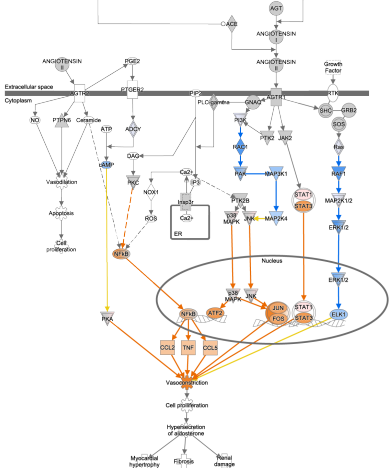 AGT
ACE
ANGIOTENSIN
I
ANGIOTENSIN
II
PGE2
ANGIOTENSIN
II
Growth
Factor
Extracellular space
Cytoplasm
PTGER2
PIP2
AGTR1
RTK
PLC gamma
GNAQ
SHC
GRB2
NO
PTPN6
Ceramide
ATP
ADCY
PI3K
PTK2
JAK2
SOS
Ras
DAG
RAC1
cAMP
Ca2+
IP3
PAK
MAP3K1
RAF1
Vasodilation
PKC
NOX1
Insp3r
PTK2B
STAT1
STAT3
MAP2K1/2
Apoptosis
ROS
Ca2+
p38
MAPK
JNK
MAP2K4
ERK1/2
ER
Cell
proliferation
NFkB
Nucleus
ERK1/2
p38
MAPK
JNK
PKA
NFkB
ATF2
JUN
FOS
STAT1
STAT3
ELK1
CCL2
TNF
CCL5
Vasoconstriction
Cell proliferation
Hypersecretion
of aldosterone
Myocardial
hypertrophy
Fibrosis
Renal
damage